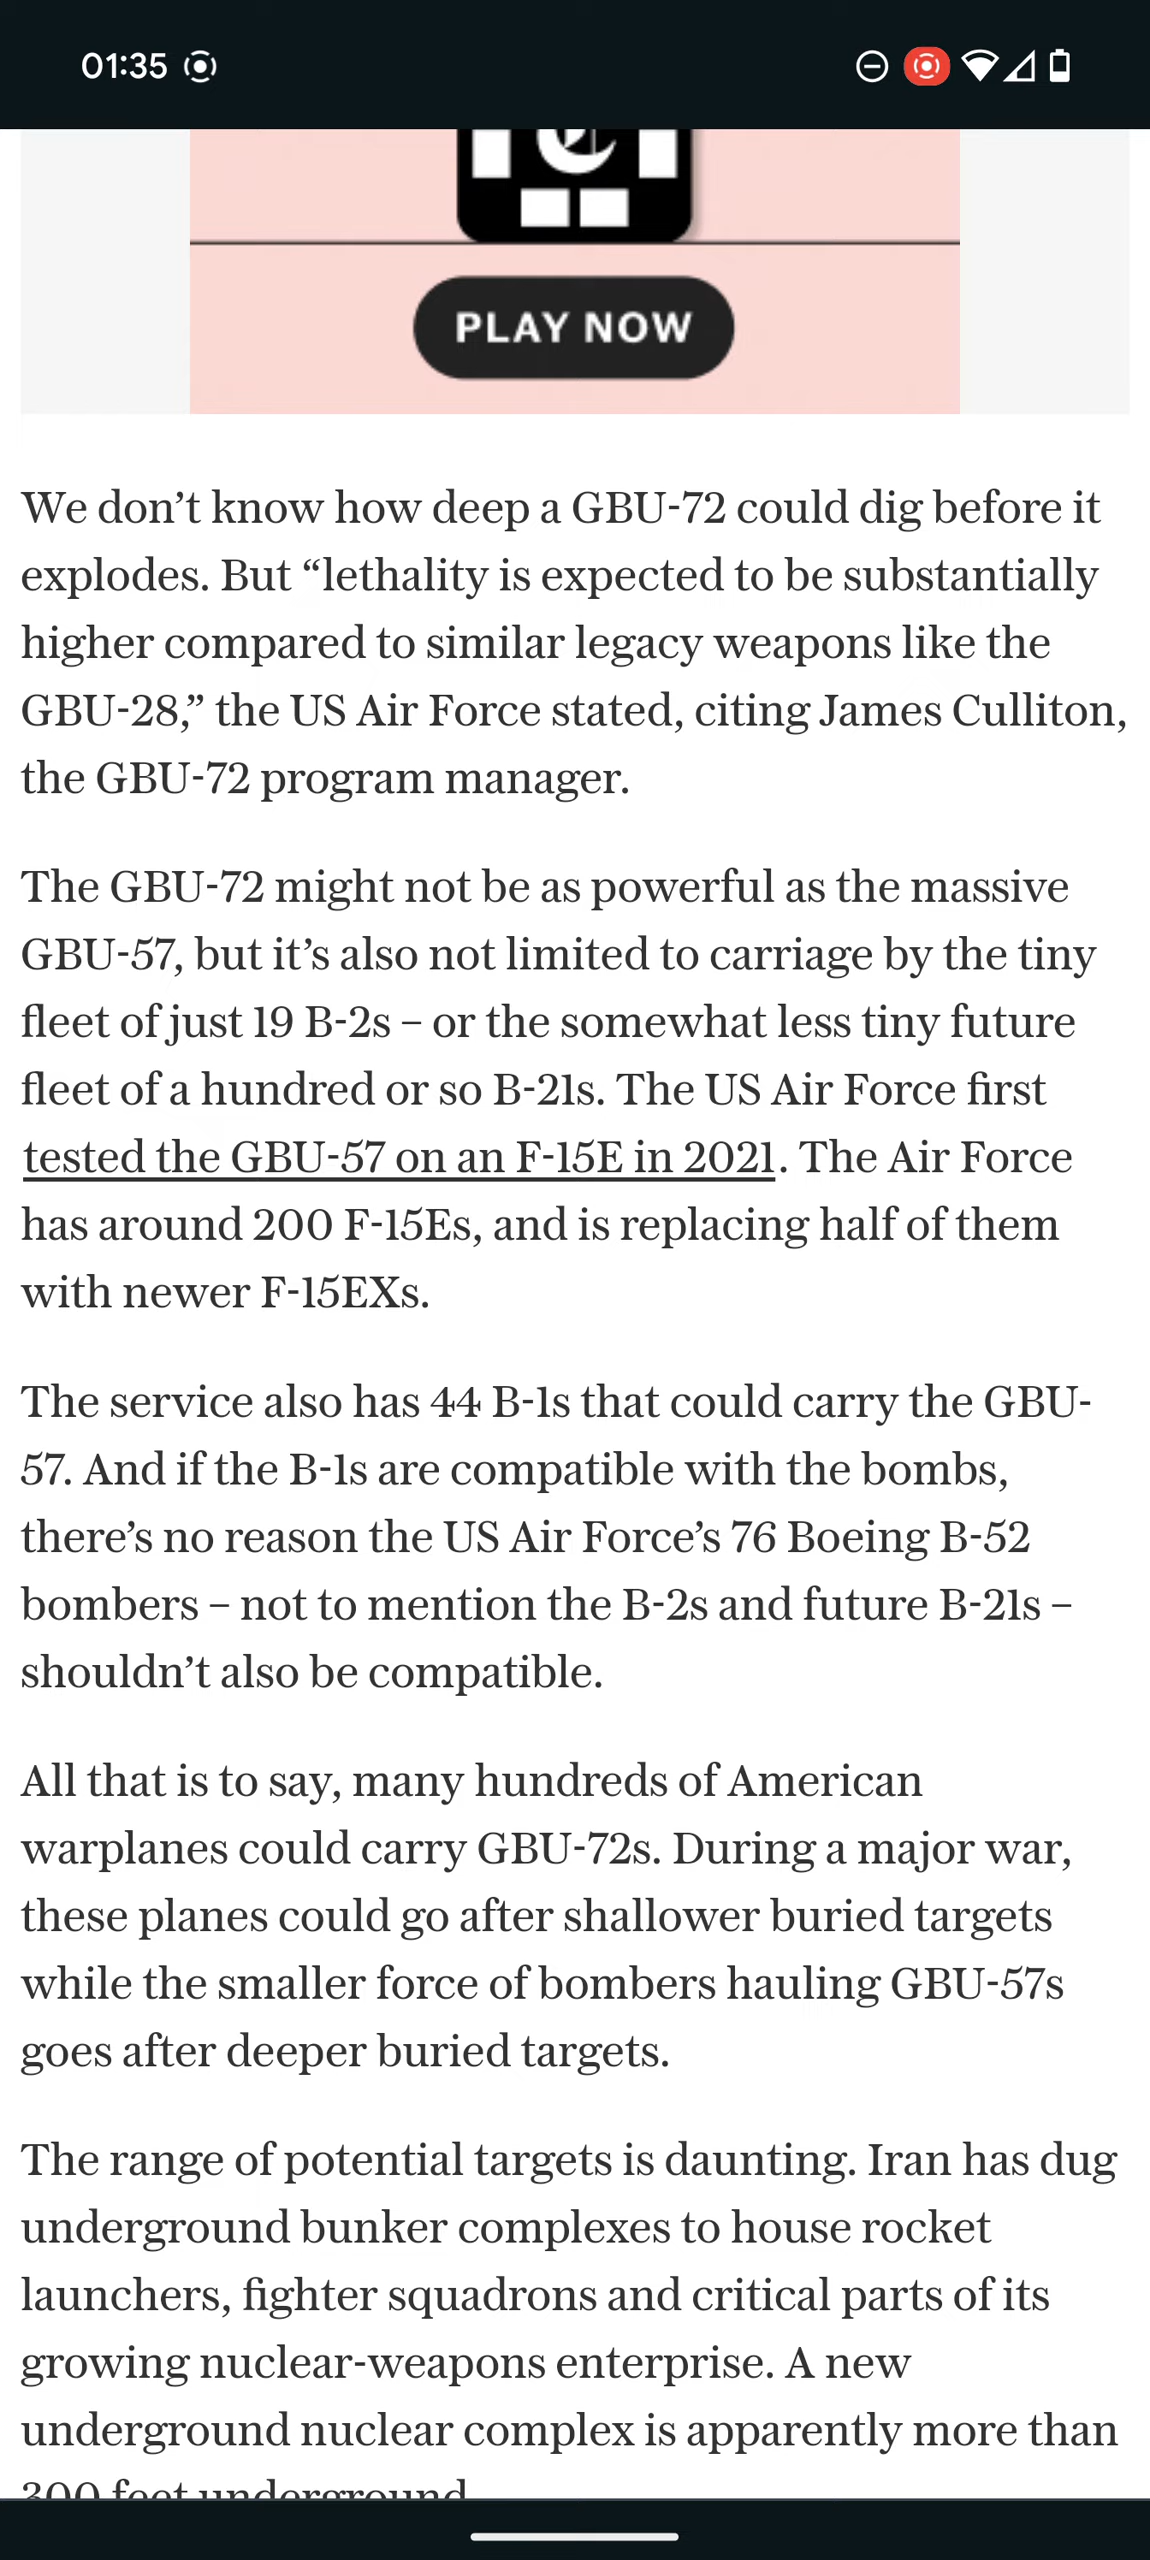 01:35
PLAY NOW
We don’t know how deep a GBU-72 could dig before it
explodes. But “lethality is expected to be substantially
higher compared to similar legacy weapons like the
GBU-28,” the US Air Force stated, citing James Culliton,
the GBU-72 program manager.
The GBU-72 might not be as powerful as the massive
GBU-57, but it’s also not limited to carriage by the tiny
fleet of just 19 B-2s – or the somewhat less tiny future
fleet of a hundred or so B-21s. The US Air Force first
tested the GBU-57 on an F-15E in 2021. The Air Force
has around 200 F-15Es, and is replacing half of them
with newer F-15EXs.
The service also has 44 B-1s that could carry the GBU-
57. And if the B-1s are compatible with the bombs,
there’s no reason the US Air Force’s 76 Boeing B-52
bombers – not to mention the B-2s and future B-21s –
shouldn’t also be compatible.
All that is to say, many hundreds of American
warplanes could carry GBU-72s. During a major war,
these planes could go after shallower buried targets
while the smaller force of bombers hauling GBU-57s
goes after deeper buried targets.
The range of potential targets is daunting. Iran has dug
underground bunker complexes to house rocket
launchers, fighter squadrons and critical parts of its
growing nuclear-weapons enterprise. A new
underground nuclear complex is apparently more than
300 feet underground